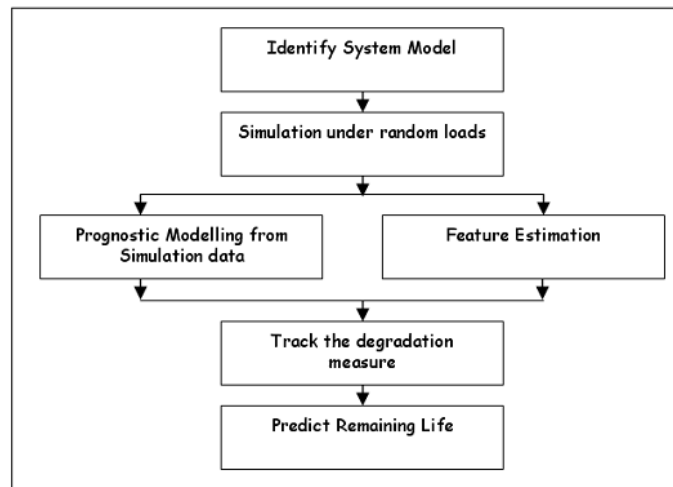 Identify System Model
Simulation under random loads
Prognostic Modelling from
Simulation data
Feature Estimation
Track the degradation
measure
Predict Remaining Life